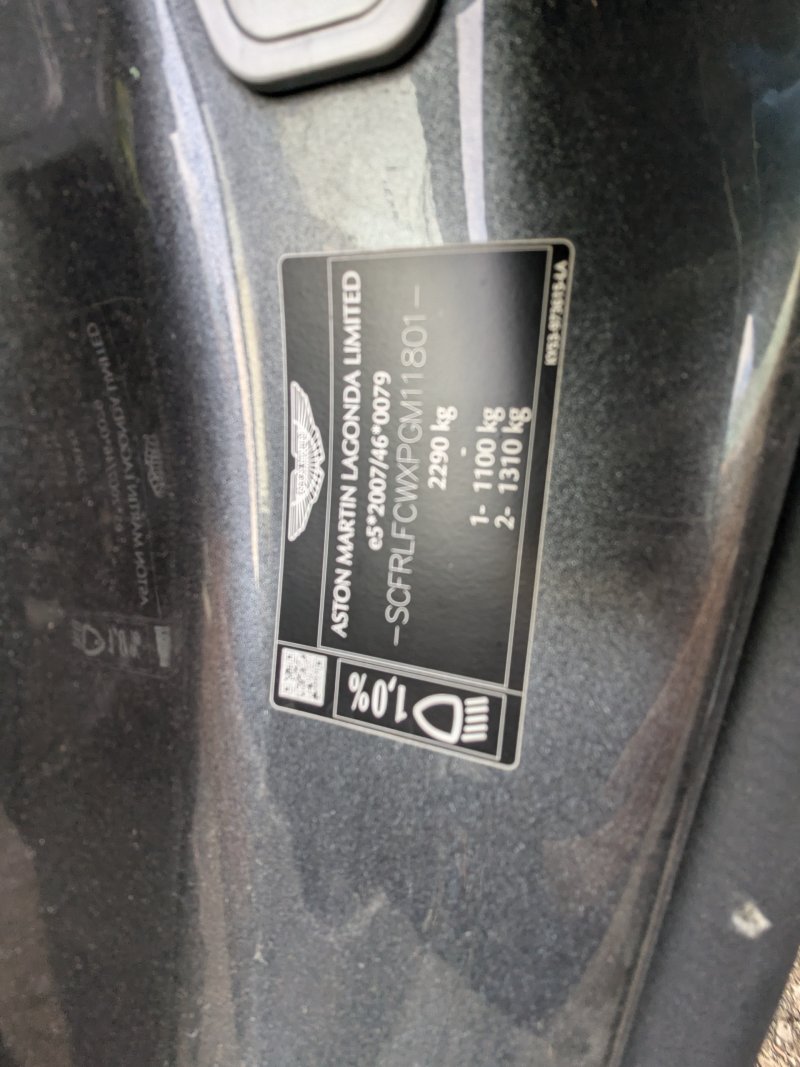 ASTON MARTIN LAGONDA LIMITED
e5*2007/46*0079
–SCFRLFCWXPGM11801–
2290 kg
-
1- 1100 kg
2- 1310 kg
1,0%